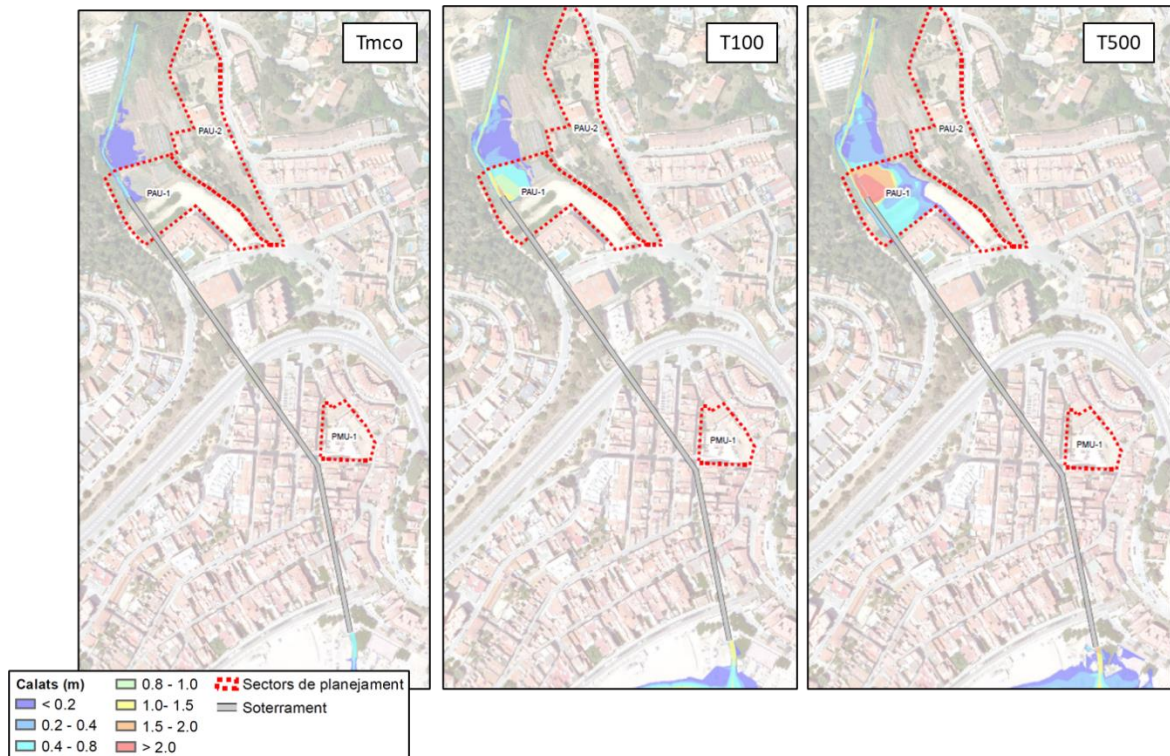 Tmco
T100
T500
PAU-2
PAU-1
PMU-1
PAU-2
PAU-1
PMU-1
PAU-2
PAU-1
PMU-1
Calats (m)
< 0.2
0.2 - 0.4
0.4 - 0.8
0.8 - 1.0
1.0- 1.5
1.5 - 2.0
> 2.0
Sectors de planejament
Soterrament